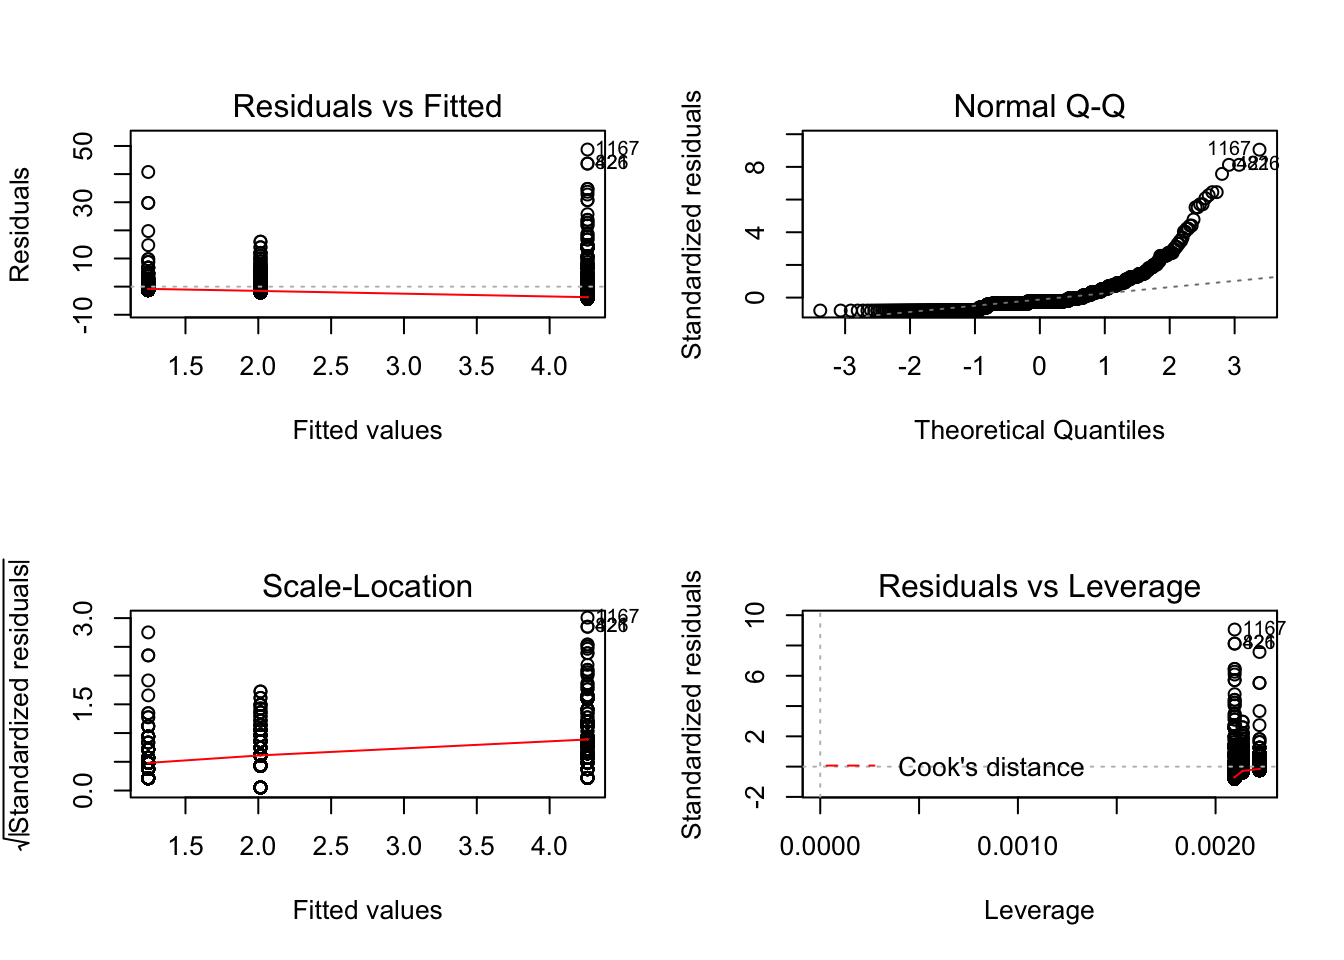 Residuals vs Fitted
Residuals
50
30
10
-10
1167
1.5 2.0 2.5 3.0 3.5 4.0
Fitted values
Normal Q-Q
Standardized residuals
8
4
0
1167
-3 -2 -1 0 1 2 3
Theoretical Quantiles
Scale-Location
√|Standardized residuals|
3.0
1.5
0.0
1167
1.5 2.0 2.5 3.0 3.5 4.0
Fitted values
Residuals vs Leverage
Standardized residuals
10
6
2
-2
1167
Cook's distance
0.0000 0.0010 0.0020
Leverage